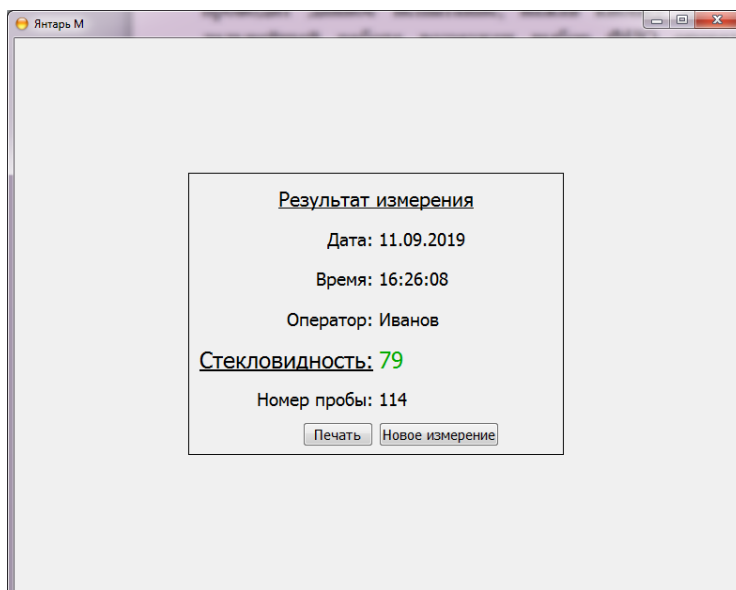 Янтарь М
Результат измерения
Дата: 11.09.2019
Время: 16:26:08
Оператор: Иванов
Стекловидность: 79
Номер пробы: 114
Печать Новое измерение